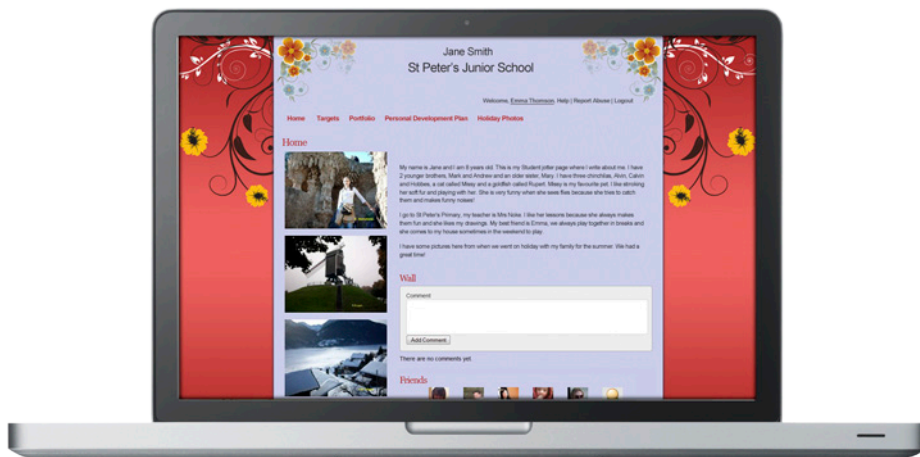 Jane Smith
St Peter's Junior School
Welcome, Emma Thomson. Help | Report Abuse | Logout
Home Targets Portfolio Personal Development Plan Holiday Photos
Home
My name is Jane and I am 8 years old. This is my Student jotter page where I write about me. I have
2 younger brothers, Mark and Andrew and an older sister, Mary. I have three chinchillas, Alvin, Calvin
and Hobbes, a cat called Missy and a goldfish called Rupert. Missy is my favourite pet. I like stroking
her soft fur and playing with her. She is very funny when she sees flies because she tries to catch
them and makes funny noises!
I go to St Peter's Primary, my teacher is Mrs Noke. I like her lessons because she always makes
them fun and she likes my drawings. My best friend is Emma, we always play together in breaks and
she comes to my house sometimes in the weekend to play.
I have some pictures here from when we went on holiday with my family for the summer. We had a
great time!
Wall
Comment
Add Comment
There are no comments yet
Friends